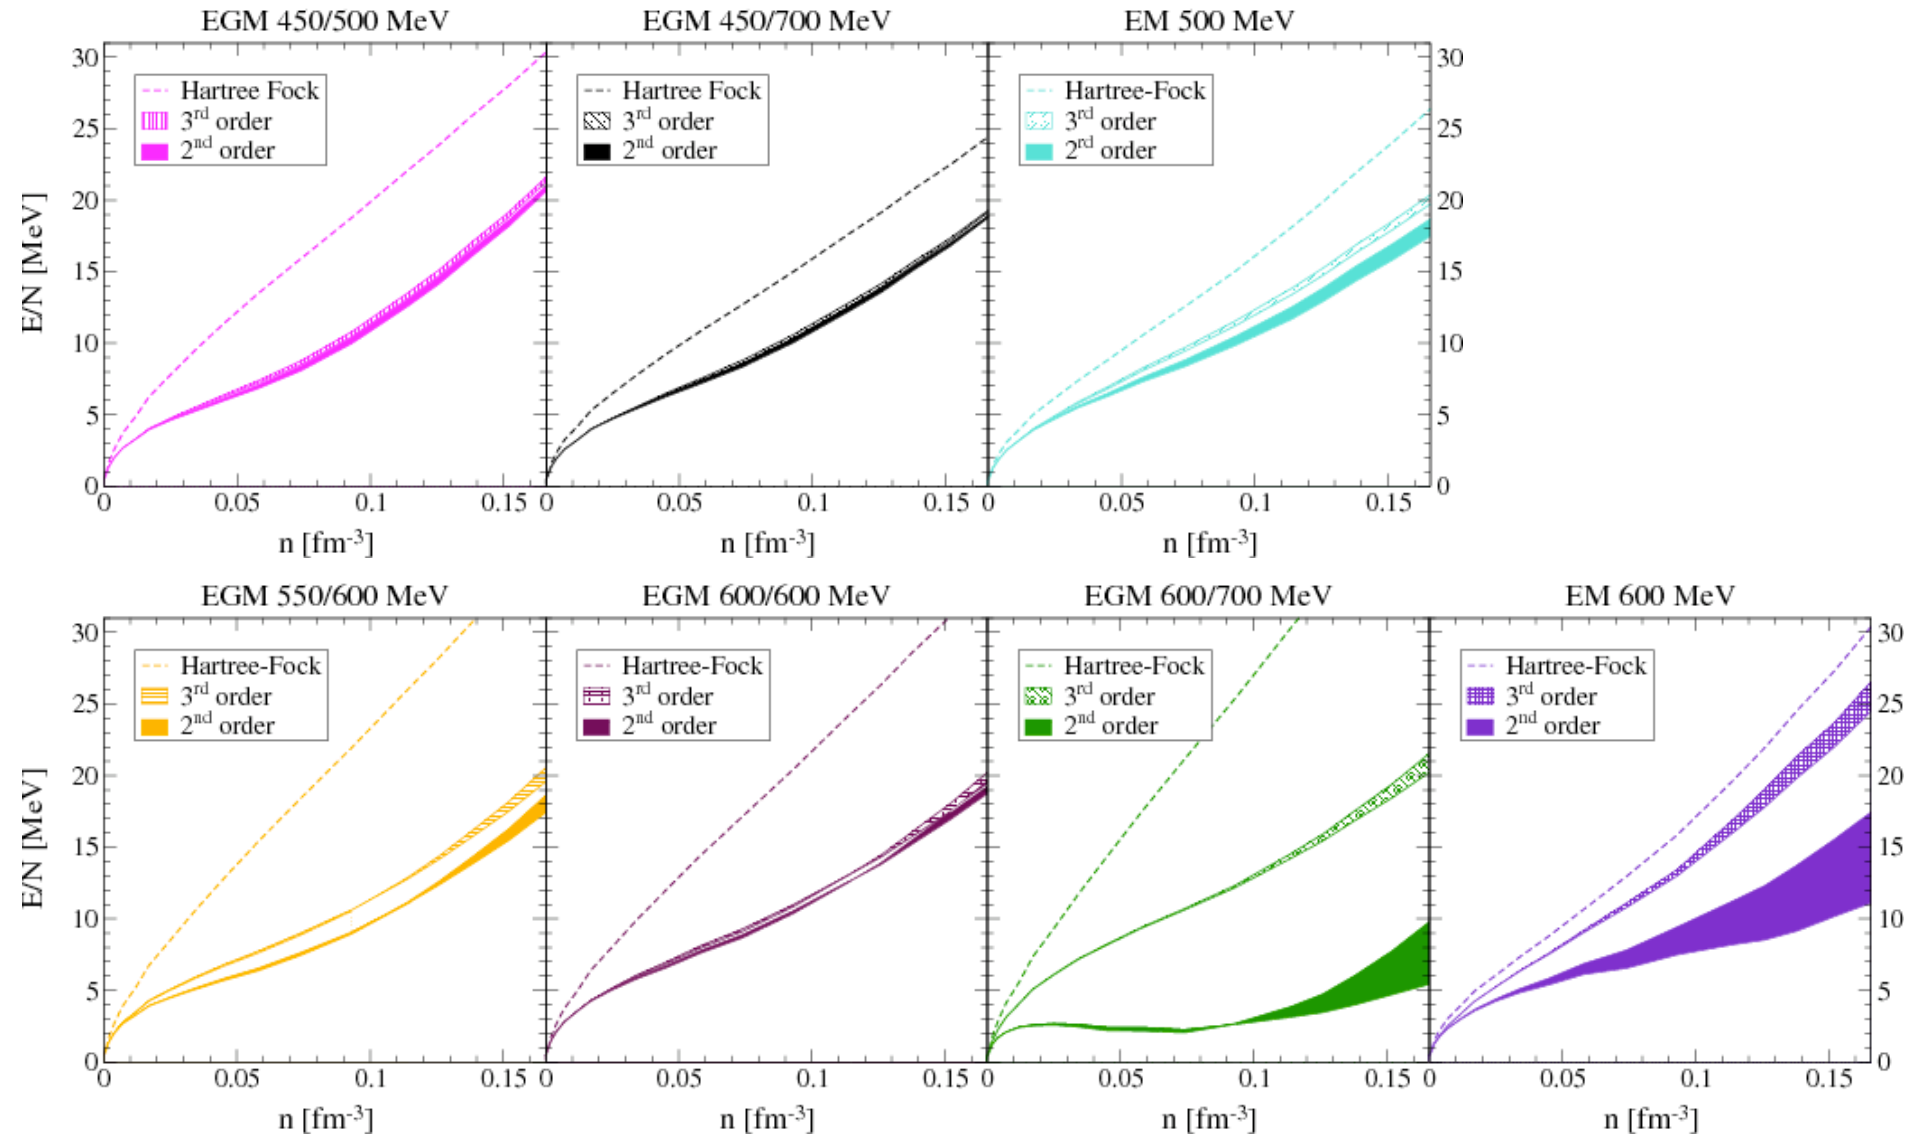 EGM 450/500 MeV
EGM 450/700 MeV
EM 500 MeV
30
25
20
15
10
5
0
E/N [MeV]
Hartree Fock
3rd order
2nd order
Hartree Fock
3rd order
2nd order
Hartree-Fock
3rd order
2rd order
30
25
20
15
10
5
0
0 0.05 0.1 0.15
0 0.05 0.1 0.15
0 0.05 0.1 0.15
n [fm-3]
n [fm-3]
n [fm-3]
EGM 550/600 MeV
EGM 600/600 MeV
EGM 600/700 MeV
EM 600 MeV
30
25
20
15
10
5
0
E/N [MeV]
Hartree-Fock
3rd order
2nd order
Hartree-Fock
3rd order
2nd order
Hartree-Fock
3rd order
2nd order
Hartree-Fock
3rd order
2nd order
30
25
20
15
10
5
0
0 0.05 0.1 0.15
0 0.05 0.1 0.15
0 0.05 0.1 0.15
0 0.05 0.1 0.15
n [fm-3]
n [fm-3]
n [fm-3]
n [fm-3]